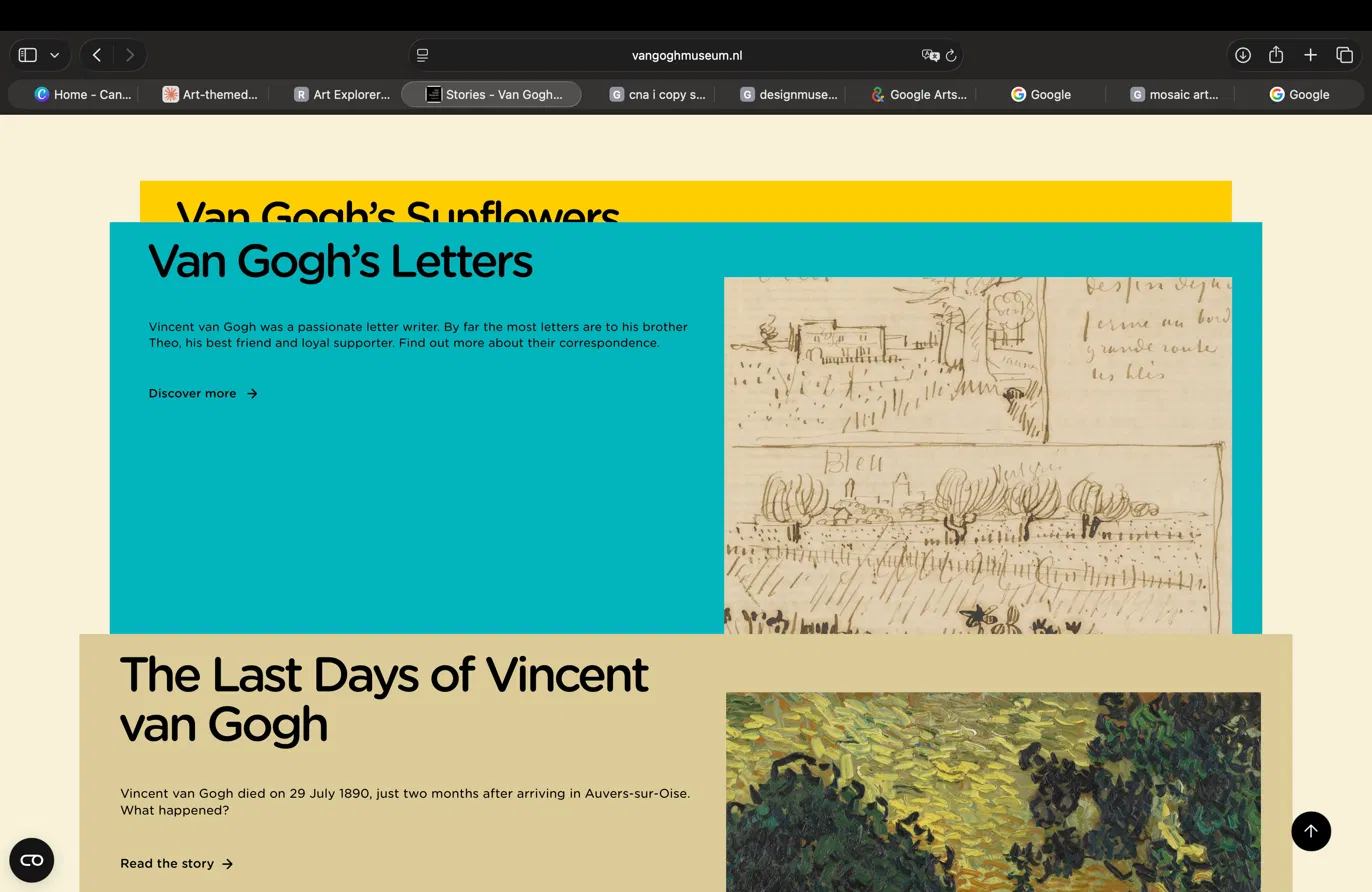 vangoghmuseum.nl
Home - Can...
Art-themed...
R
Art Explorer...
Stories - Van Gogh...
G
cna i copy s...
G
designmuse...
Google Arts...
Google
G
mosaic art...
Google
Van Gogh's Sunflowers
Van Gogh's Letters
Vincent van Gogh was a passionate letter writer. By far the most letters are to his brother
Theo, his best friend and loyal supporter. Find out more about their correspondence.
Discover more →
grande route
les blés
Bleu
The Last Days of Vincent
van Gogh
Vincent van Gogh died on 29 July 1890, just two months after arriving in Auvers-sur-Oise.
What happened?
Read the story →